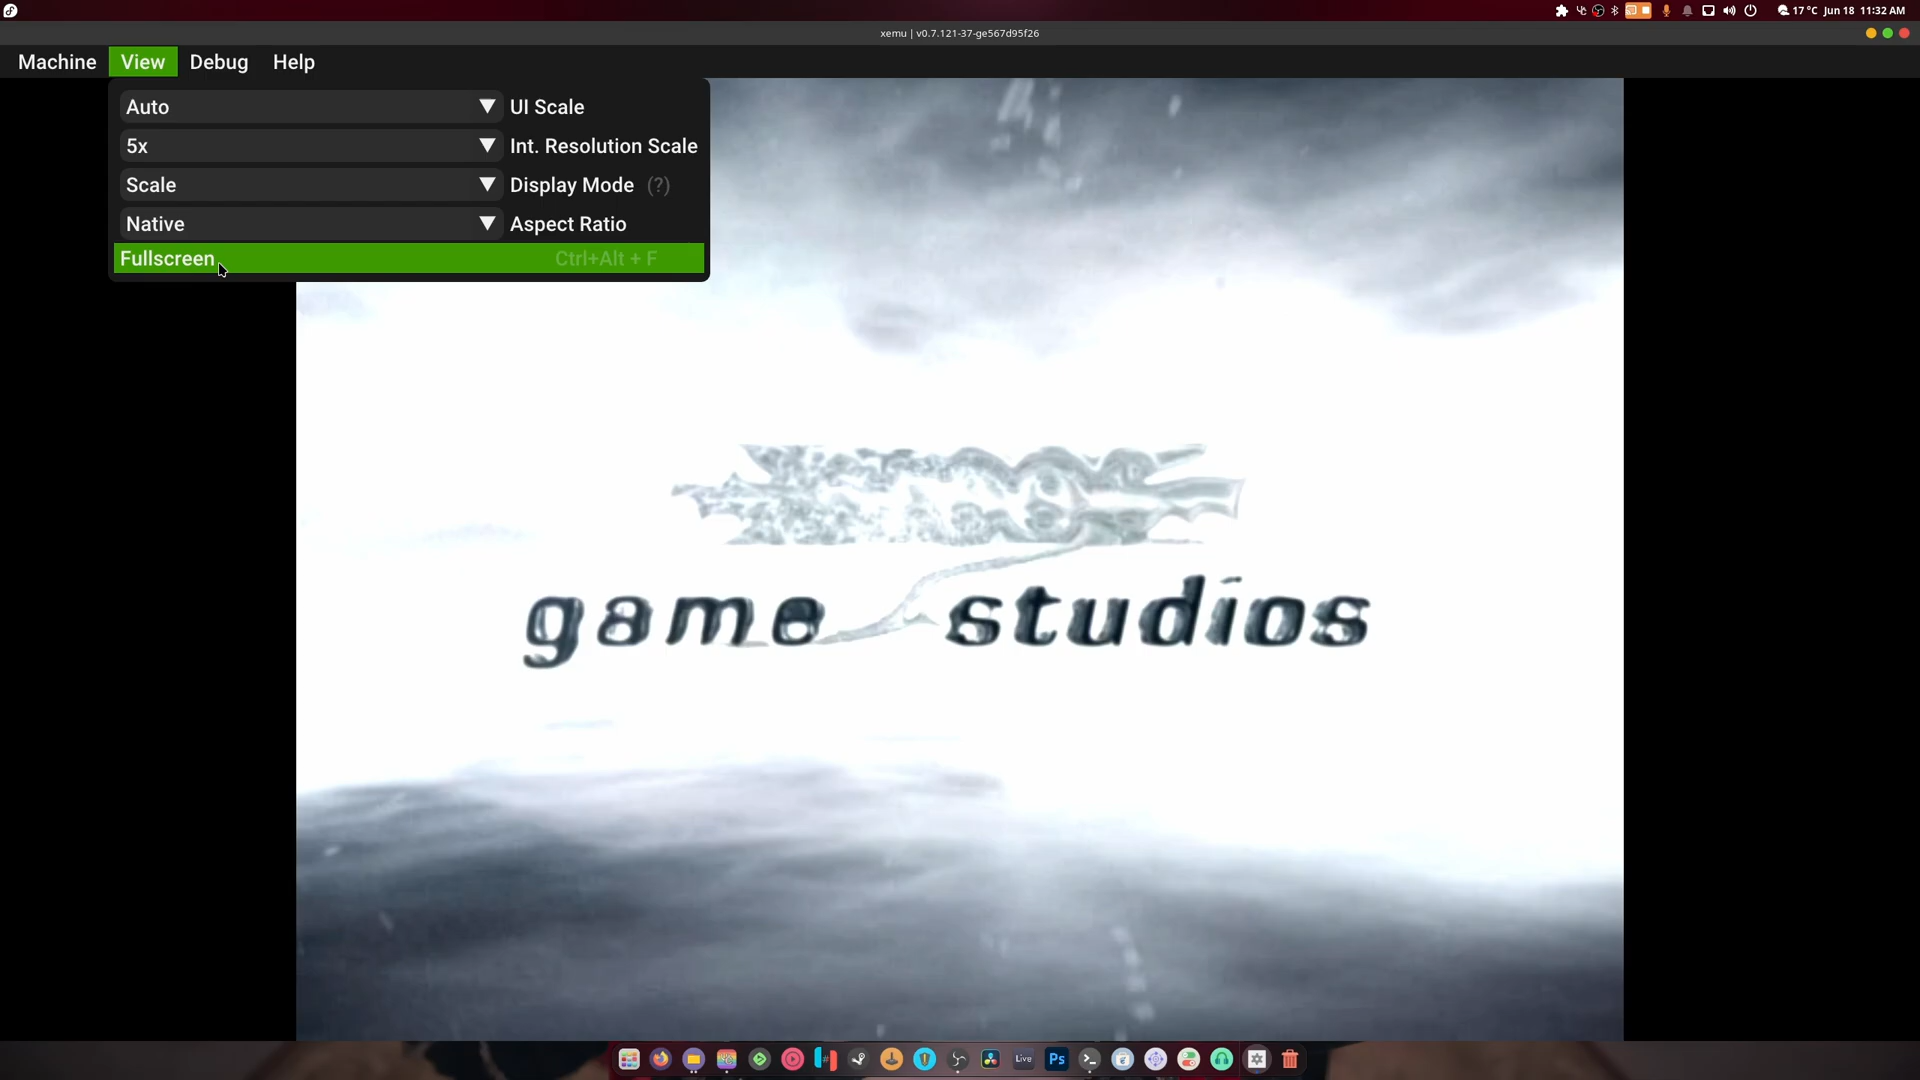 17 °C Jun 18 11:32 AM
xemu | v0.7.121-37-ge567d95f26
Machine View Debug Help
Auto UI Scale
5x Int. Resolution Scale
Scale Display Mode (?)
Native Aspect Ratio
Fullscreen Ctrl+Alt + F
game studios
Live Ps